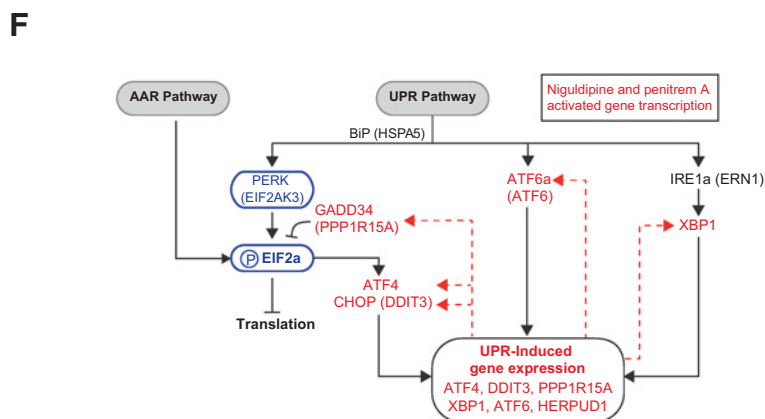 F
AAR Pathway
UPR Pathway
Niguldipine and penitrem A
activated gene transcription
BiP (HSPA5)
PERK
(EIF2AK3)
ATF6a
(ATF6)
IRE1a (ERN1)
GADD34
(PPP1R15A)
XBP1
P EIF2a
ATF4
CHOP (DDIT3)
Translation
UPR-Induced
gene expression
ATF4, DDIT3, PPP1R15A
XBP1, ATF6, HERPUD1